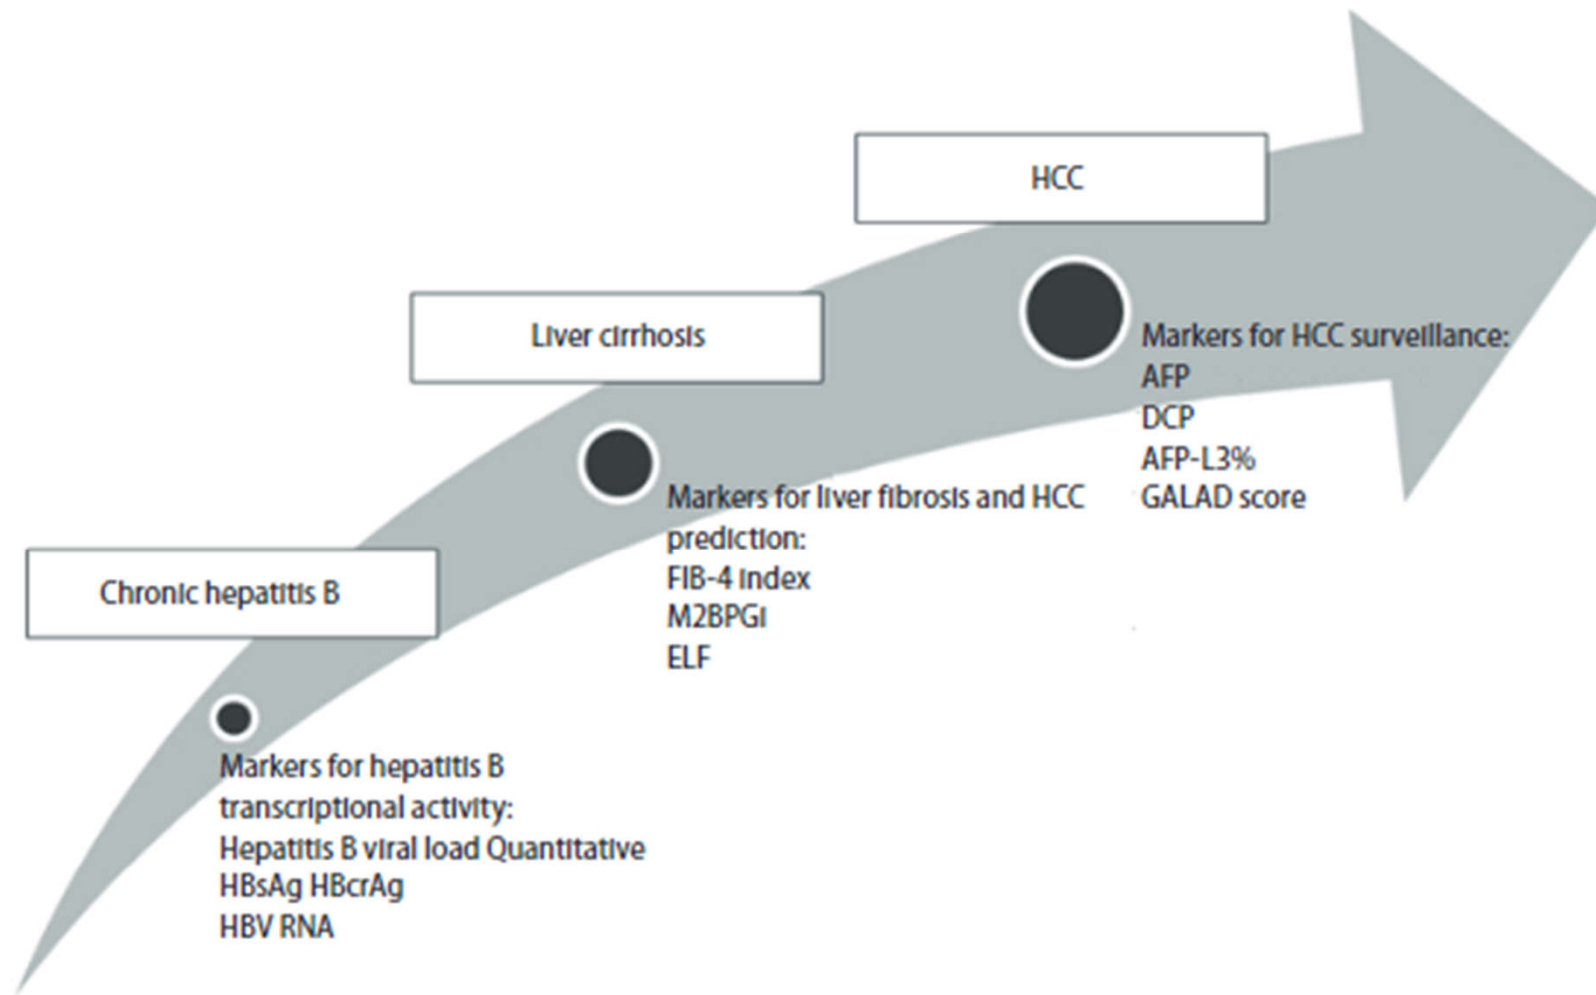 HCC
Liver cirrhosis
Markers for HCC surveillance:
AFP
DCP
AFP-L3%
GALAD score
Markers for liver fibrosis and HCC
prediction:
FIB-4 index
M2BPGi
ELF
Chronic hepatitis B
Markers for hepatitis B
transcriptional activity:
Hepatitis B viral load Quantitative
HBsAg HBcrAg
HBV RNA